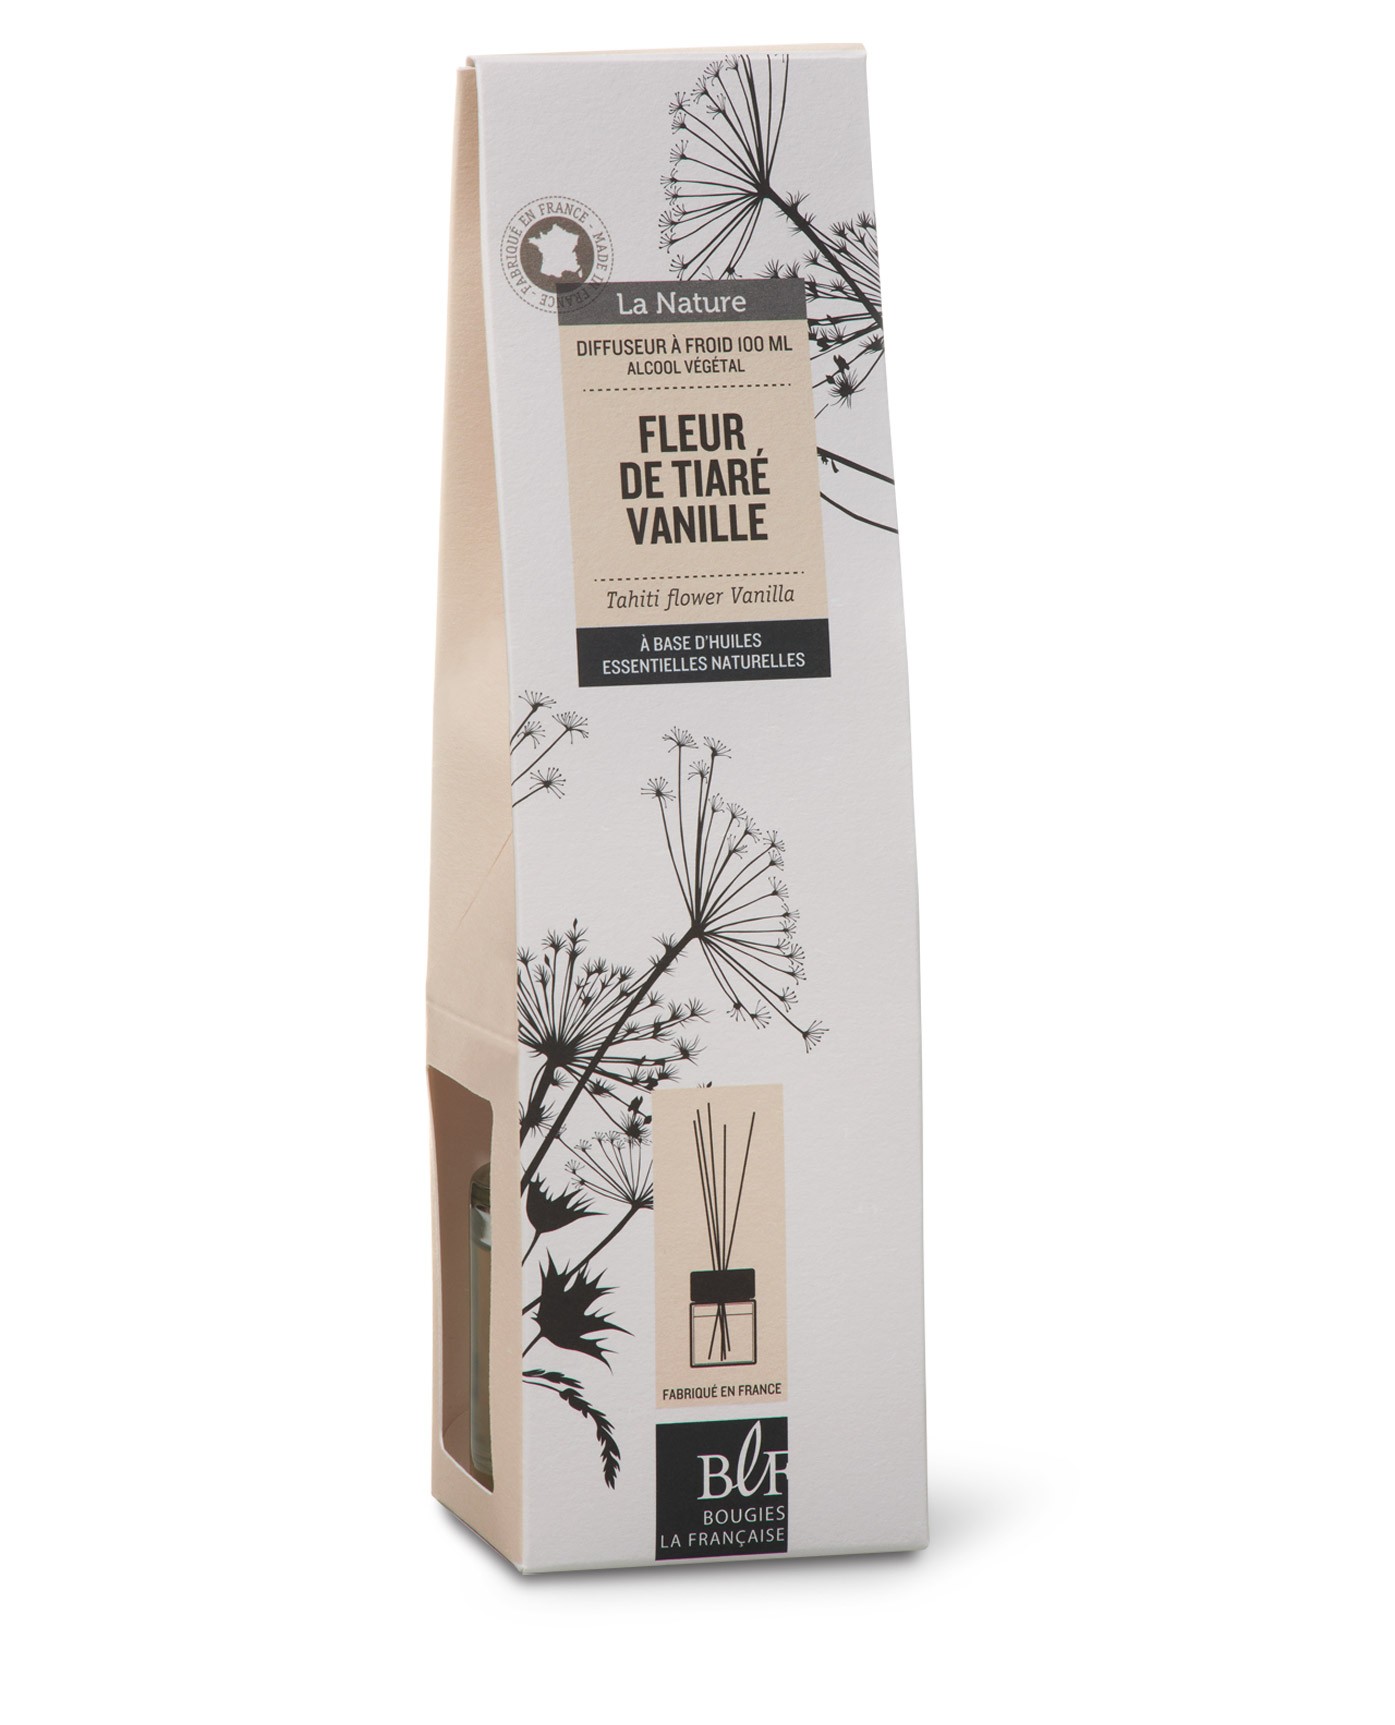 FABRIQUÉ EN FRANCE - MADE IN FRANCE -
La Nature
DIFFUSEUR À FROID 100 ML
ALCOOL VÉGÉTAL
FLEUR
DE TIARÉ
VANILLE
Tahiti flower Vanilla
À BASE D'HUILES
ESSENTIELLES NATURELLES
FABRIQUÉ EN FRANCE
BLF
BOUGIES
LA FRANÇAISE